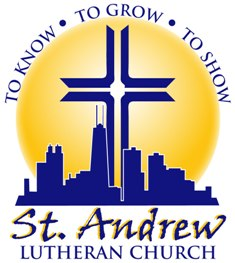 TO KNOW • TO GROW • TO SHOW
St. Andrew
LUTHERAN CHURCH